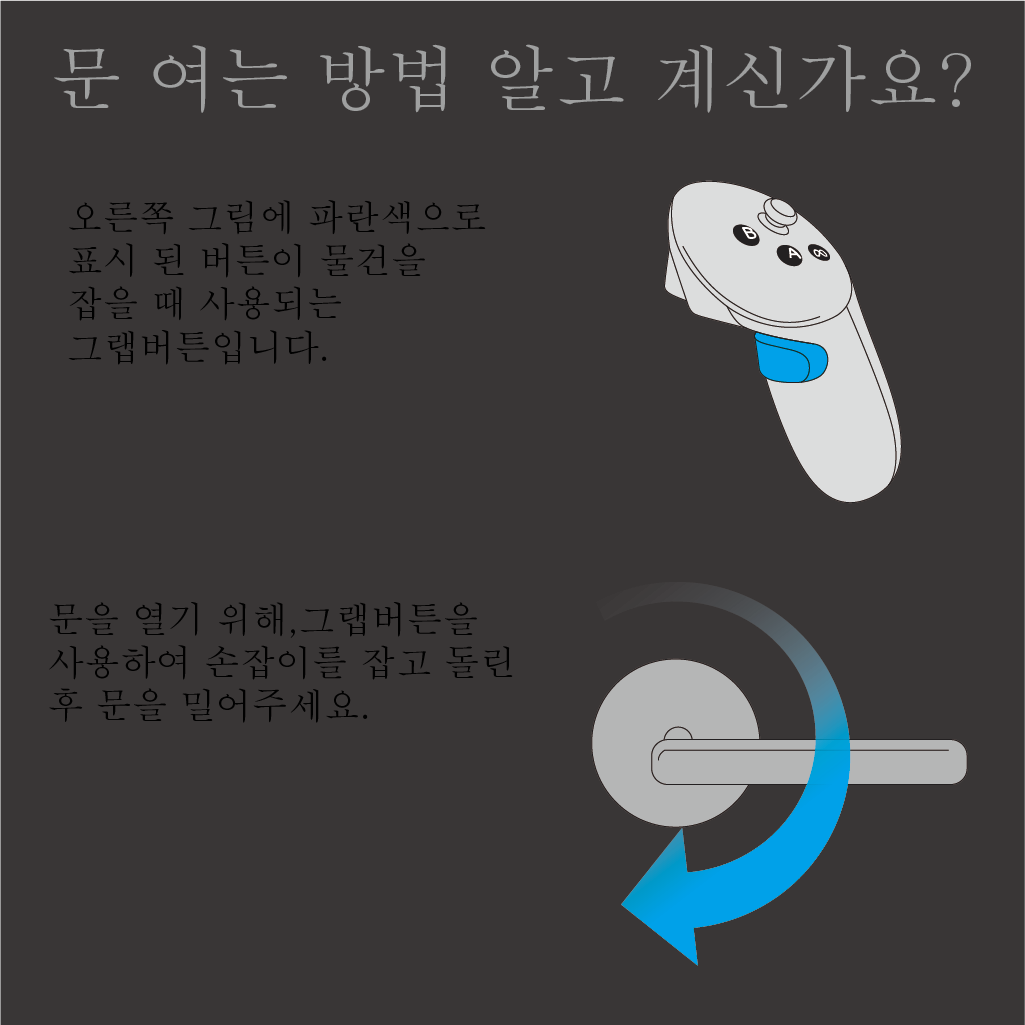 문 여는 방법 알고 계신가요?
오른쪽 그림에 파란색으로
표시 된 버튼이 물건을
잡을 때 사용되는
그랩버튼입니다.
B
A
문을 열기 위해,그랩버튼을
사용하여 손잡이를 잡고 돌린
후 문을 밀어주세요.